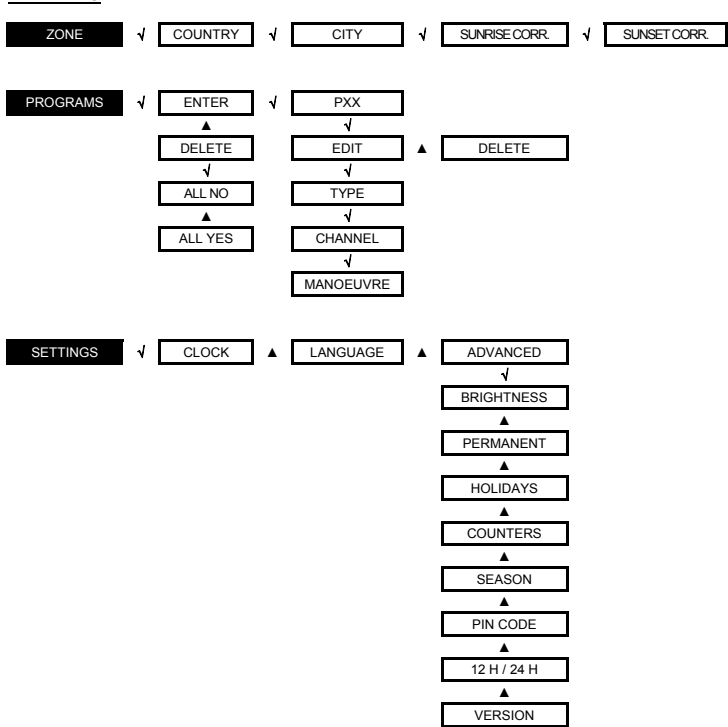 ZONE √ COUNTRY √ CITY √ SUNRISE CORR. √ SUNSET CORR.
PROGRAMS √ ENTER √ PXX
▲ √
DELETE EDIT ▲ DELETE
√ √
ALL NO TYPE
▲ √
ALL YES CHANNEL
√
MANOEUVRE
SETTINGS √ CLOCK ▲ LANGUAGE ▲ ADVANCED
√
BRIGHTNESS
▲
PERMANENT
▲
HOLIDAYS
▲
COUNTERS
▲
SEASON
▲
PIN CODE
▲
12 H / 24 H
▲
VERSION